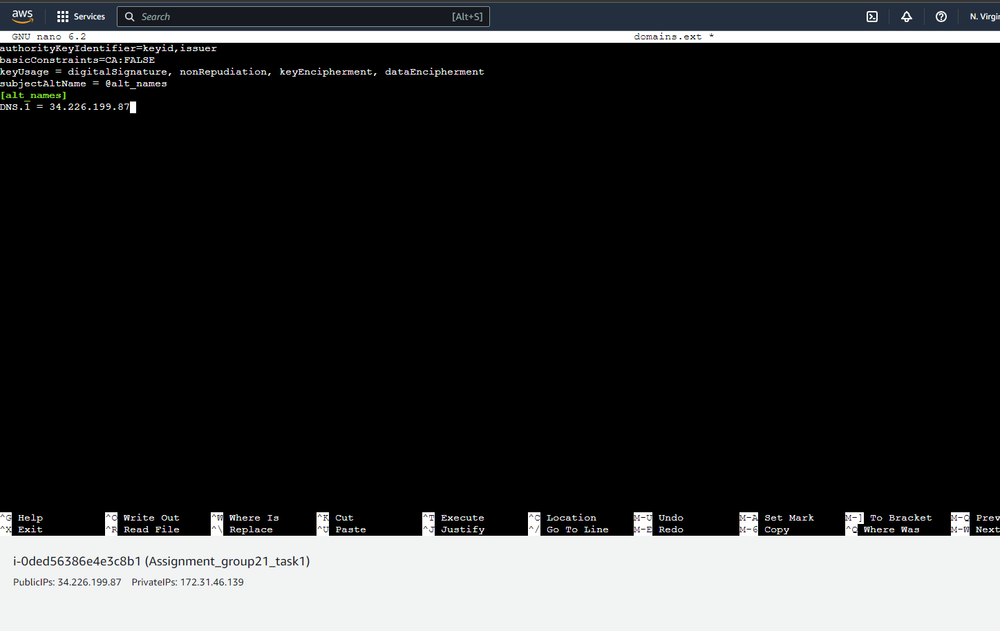 aws Services Search [Alt+S] N. Virgin
GNU nano 6.2 domains.ext *
authorityKeyIdentifier=keyid,issuer
basicConstraints=CA:FALSE
keyUsage = digitalSignature, nonRepudiation, keyEncipherment, dataEncipherment
subjectAltName = @alt_names
[alt_names]
DNS.1 = 34.226.199.87
^G Help ^O Write Out ^W Where Is ^K Cut ^T Execute ^C Location M-U Undo M-A Set Mark M-] To Bracket M-Q Prev
^X Exit ^R Read File ^\ Replace ^U Paste ^J Justify ^/ Go To Line M-E Redo M-6 Copy ^Q Where Was M-W Next
i-0ded56386e4e3c8b1 (Assignment_group21_task1)
PublicIPs: 34.226.199.87 PrivateIPs: 172.31.46.139